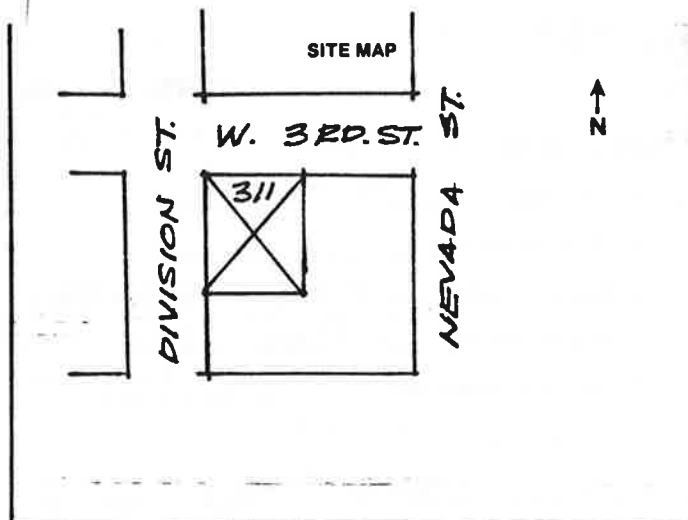 SITE MAP
W. 3RD. ST.
DIVISION ST.
NEVADA ST.
311
N